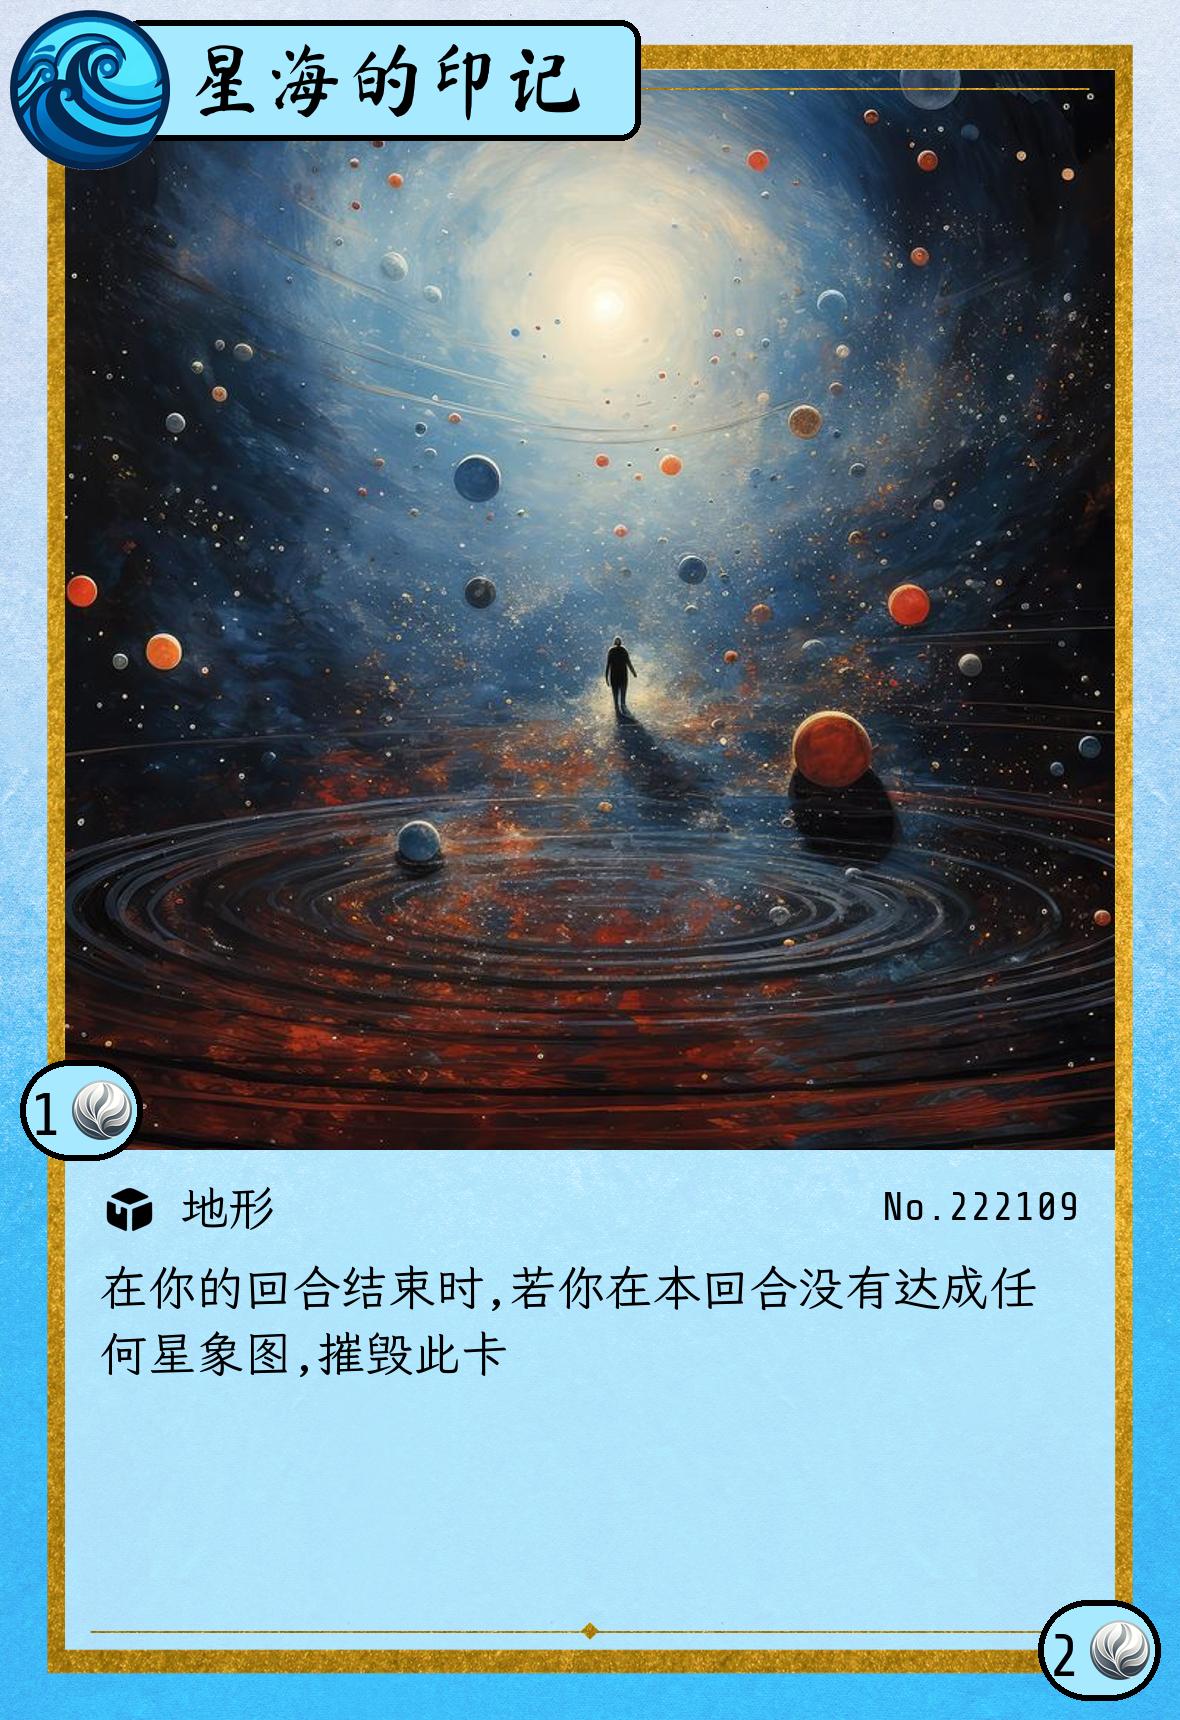 星海的印记
1
地形
No.222109
在你的回合结束时,若你在本回合没有达成任
何星象图,摧毁此卡
2